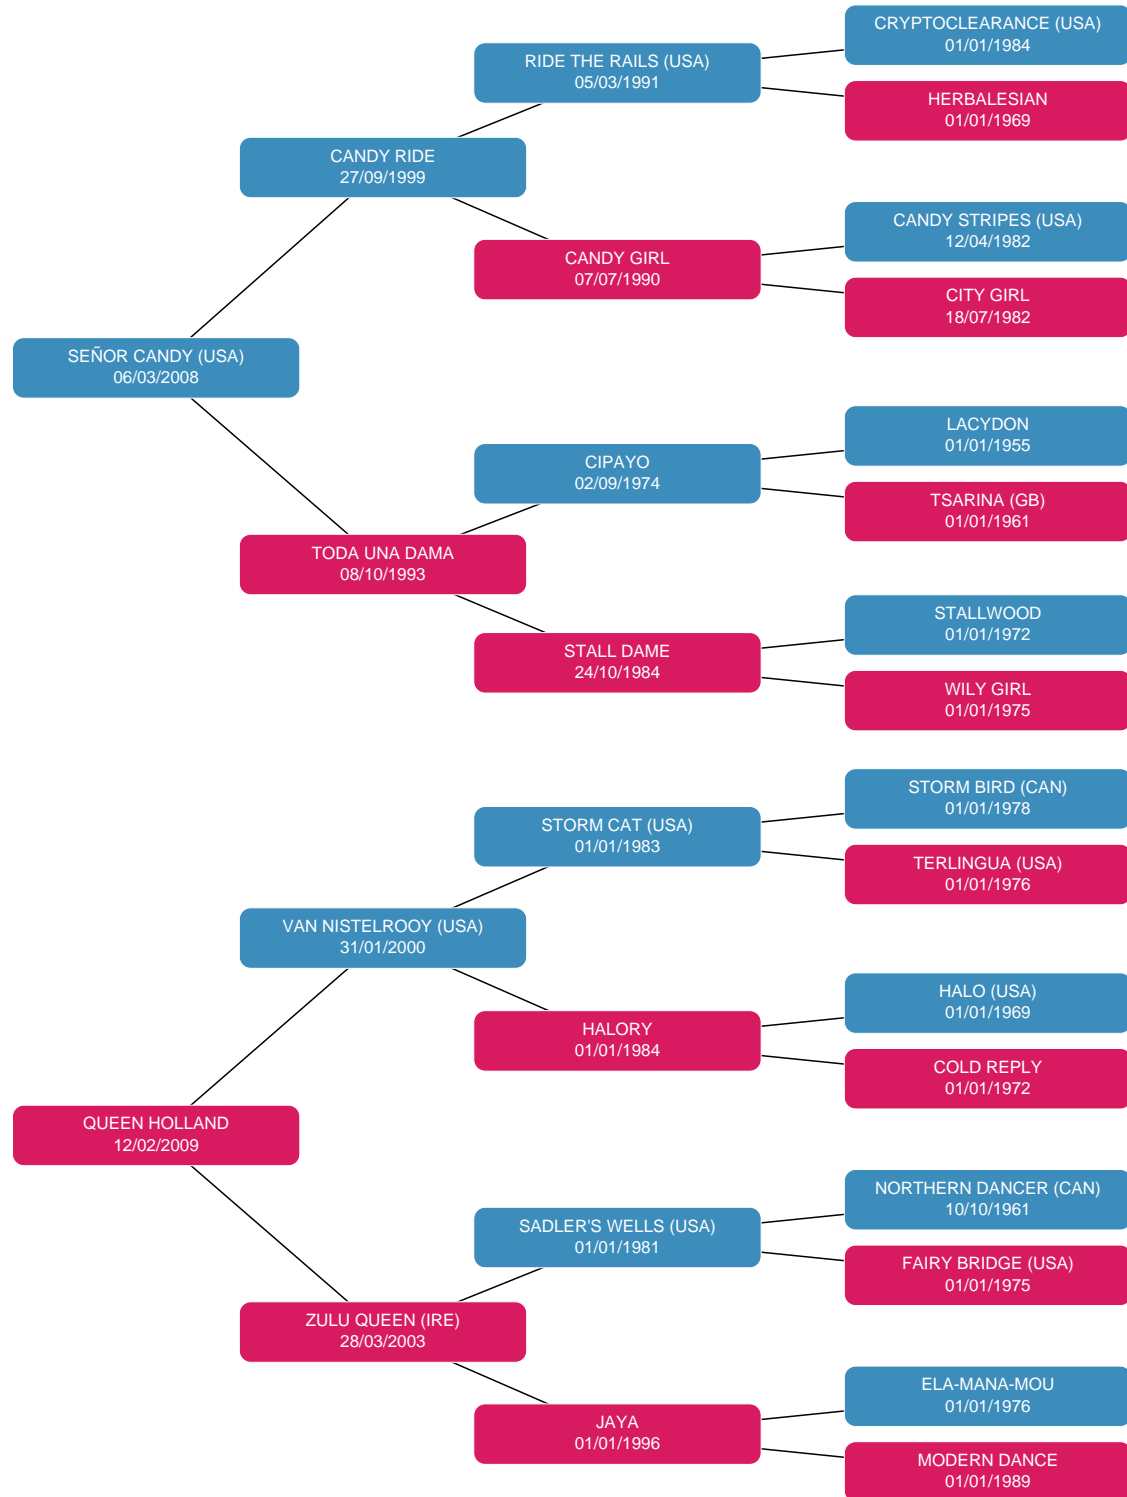 CRYPTOCLEARANCE (USA)
01/01/1984
RIDE THE RAILS (USA)
05/03/1991
HERBALESIAN
01/01/1969
CANDY RIDE
27/09/1999
CANDY STRIPES (USA)
12/04/1982
CANDY GIRL
07/07/1990
CITY GIRL
18/07/1982
SEÑOR CANDY (USA)
06/03/2008
LACYDON
01/01/1955
CIPAYO
02/09/1974
TSARINA (GB)
01/01/1961
TODA UNA DAMA
08/10/1993
STALLWOOD
01/01/1972
STALL DAME
24/10/1984
WILY GIRL
01/01/1975
STORM BIRD (CAN)
01/01/1978
STORM CAT (USA)
01/01/1983
TERLINGUA (USA)
01/01/1976
VAN NISTELROOY (USA)
31/01/2000
HALO (USA)
01/01/1969
HALORY
01/01/1984
COLD REPLY
01/01/1972
QUEEN HOLLAND
12/02/2009
NORTHERN DANCER (CAN)
10/10/1961
SADLER'S WELLS (USA)
01/01/1981
FAIRY BRIDGE (USA)
01/01/1975
ZULU QUEEN (IRE)
28/03/2003
ELA-MANA-MOU
01/01/1976
JAYA
01/01/1996
MODERN DANCE
01/01/1989